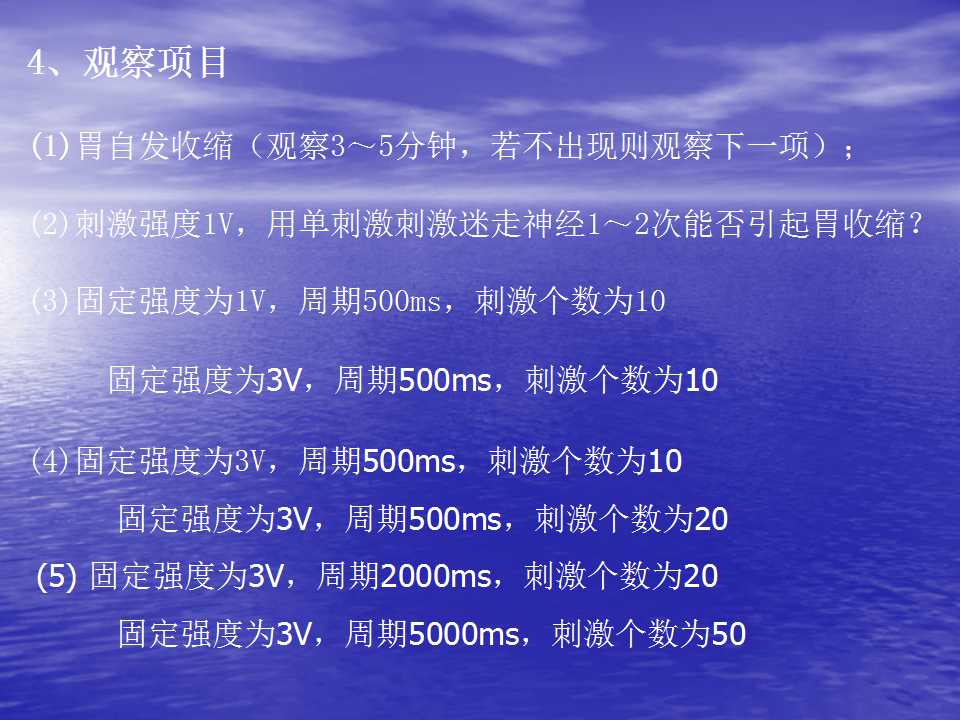 4、观察项目
(1)胃自发收缩（观察3～5分钟，若不出现则观察下一项）；
(2)刺激强度1V，用单刺激刺激迷走神经1～2次能否引起胃收缩？
(3)固定强度为1V，周期500ms，刺激个数为10
固定强度为3V，周期500ms，刺激个数为10
(4)固定强度为3V，周期500ms，刺激个数为10
固定强度为3V，周期500ms，刺激个数为20
(5) 固定强度为3V，周期2000ms，刺激个数为20
固定强度为3V，周期5000ms，刺激个数为50